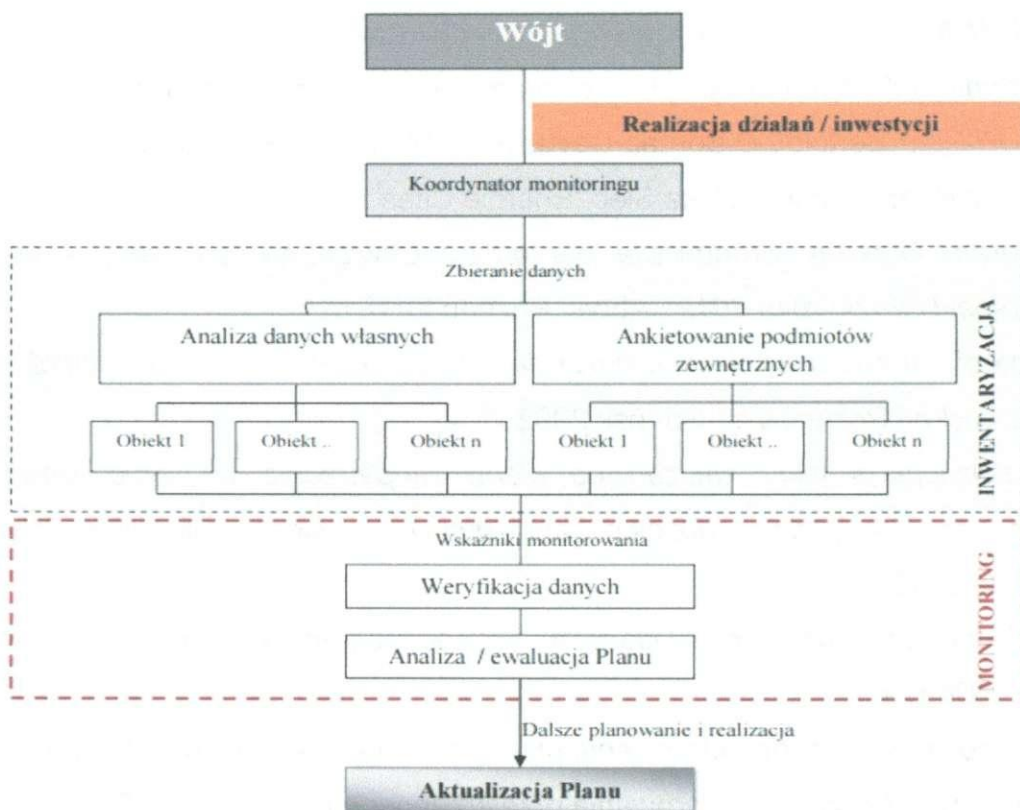 Wójt
Realizacja działań / inwestycji
Koordynator monitoringu
Zbieranie danych
Analiza danych własnych
Ankietowanie podmiotów
zewnętrznych
Obiekt 1
Obiekt ..
Obiekt n
Obiekt 1
Obiekt ..
Obiekt n
INWENTARYZACJA
Wskaźniki monitorowania
Weryfikacja danych
Analiza / ewaluacja Planu
MONITORING
Dalsze planowanie i realizacja
Aktualizacja Planu